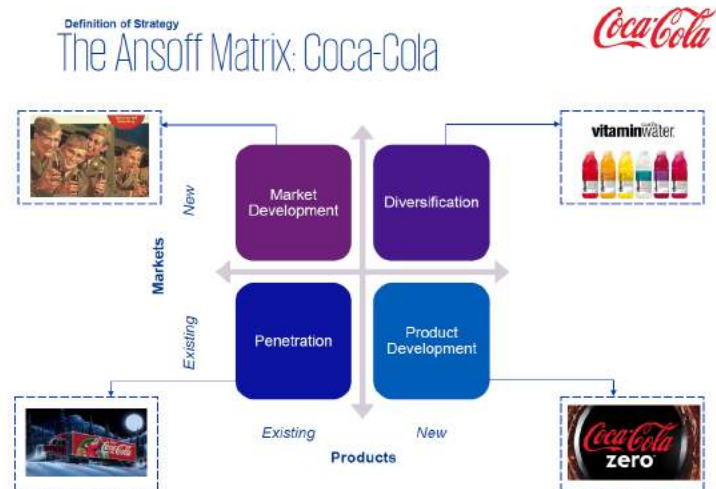 Definition of Strategy
The Ansoff Matrix: Coca-Cola
Coca-Cola
vitaminwater
Market
Development
Diversification
New
Markets
Existing
Penetration
Product
Development
Coca-Cola
Coca-Cola
zero
Existing
New
Products